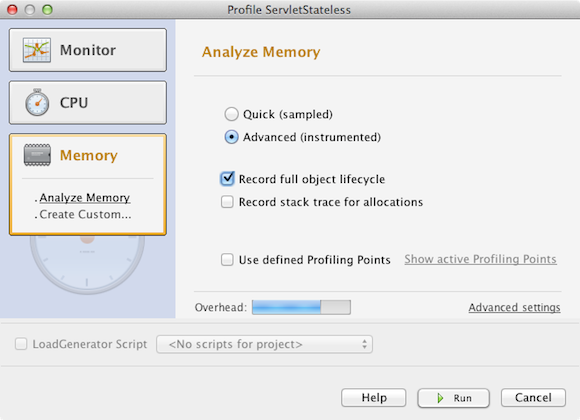 Profile ServletStateless
Monitor
CPU
Memory
. Analyze Memory
. Create Custom...
Analyze Memory
Quick (sampled)
Advanced (instrumented)
Record full object lifecycle
Record stack trace for allocations
Use defined Profiling Points Show active Profiling Points
Overhead: Advanced settings
LoadGenerator Script <No scripts for project>
Help Run Cancel